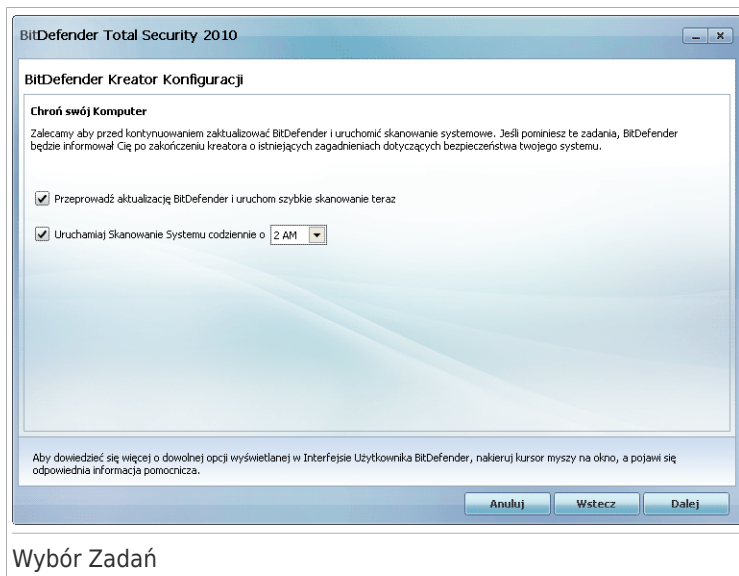 BitDefender Total Security 2010
BitDefender Kreator Konfiguracji
Chroń swój Komputer
Zalecamy aby przed kontynuowaniem zaktualizować BitDefender i uruchomić skanowanie systemowe. Jeśli pominiesz te zadania, BitDefender
będzie informował Cię po zakończeniu kreatora o istniejących zagadnieniach dotyczących bezpieczeństwa twojego systemu.
Przeprowadź aktualizację BitDefender i uruchom szybkie skanowanie teraz
Uruchamiaj Skanowanie Systemu codziennie o 2 AM
Aby dowiedzieć się więcej o dowolnej opcji wyświetlanej w Interfejsie Użytkownika BitDefender, nakieruj kursor myszy na okno, a pojawi się
odpowiednia informacja pomocnicza.
Anuluj Wstecz Dalej
Wybór Zadań